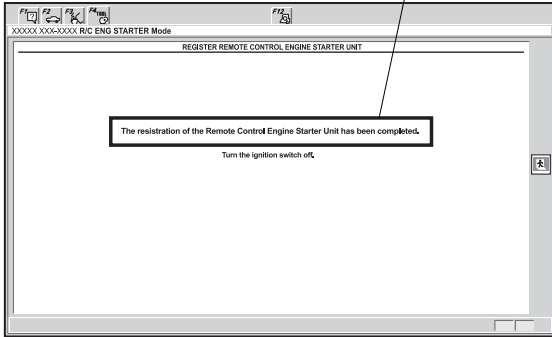 F1 F2 F3 F4 TOOL F12
XXXXX XXX-XXXX R/C ENG STARTER Mode
REGISTER REMOTE CONTROL ENGINE STARTER UNIT
The resistration of the Remote Control Engine Starter Unit has been completed.
Turn the ignition switch off.